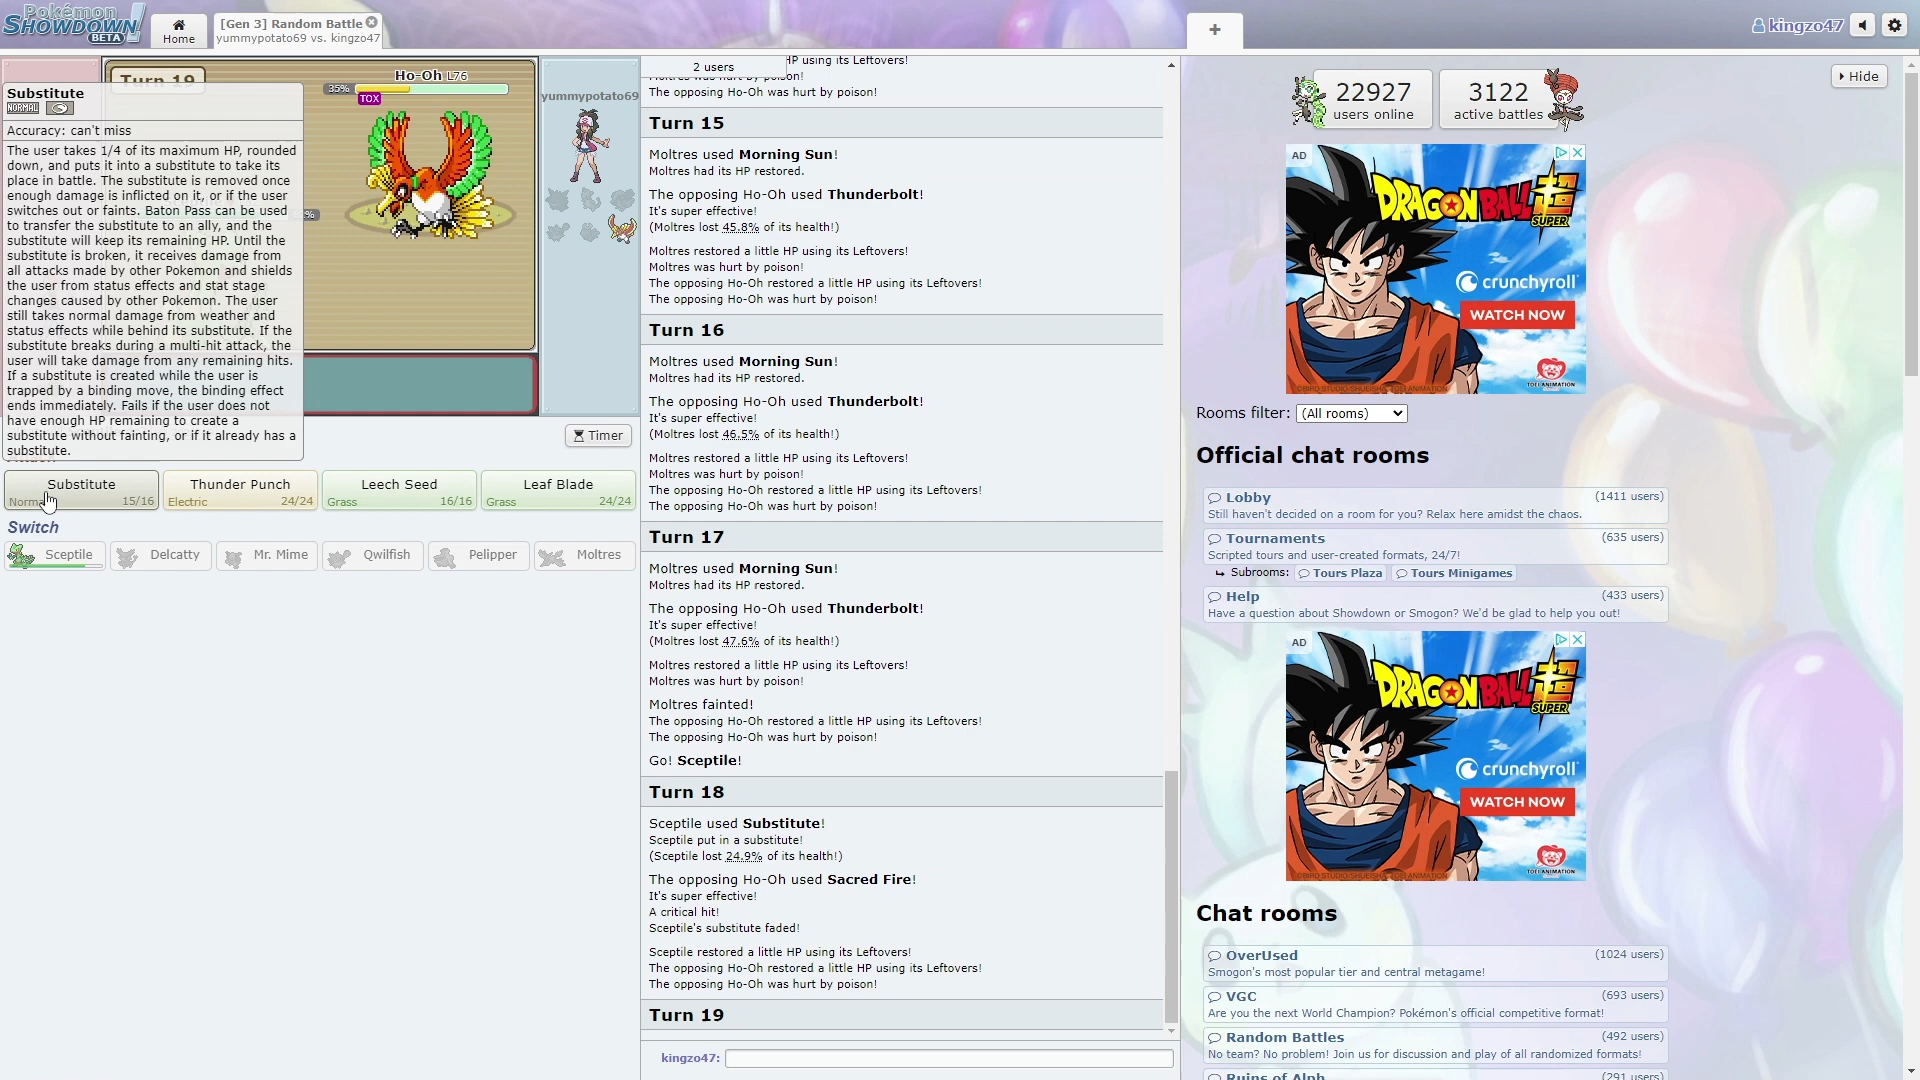 Pokémon
SHOWDOWN!
BETA
Home
[Gen 3] Random Battle
yummypotato69 vs. kingzo47
+
kingzo47
Turn 19
Ho-Oh L76
35%
TOX
Substitute
NORMAL
Accuracy: can't miss
The user takes 1/4 of its maximum HP, rounded
down, and puts it into a substitute to take its
place in battle. The substitute is removed once
enough damage is inflicted on it, or if the user
switches out or faints. Baton Pass can be used
to transfer the substitute to an ally, and the
substitute will keep its remaining HP. Until the
substitute is broken, it receives damage from
all attacks made by other Pokemon and shields
the user from status effects and stat stage
changes caused by other Pokemon. The user
still takes normal damage from weather and
status effects while behind its substitute. If the
substitute breaks during a multi-hit attack, the
user will take damage from any remaining hits.
If a substitute is created while the user is
trapped by a binding move, the binding effect
ends immediately. Fails if the user does not
have enough HP remaining to create a
substitute without fainting, or if it already has a
substitute.
yummypotato69
Timer
Substitute
15/16
Thunder Punch
Electric 24/24
Leech Seed
Grass 16/16
Leaf Blade
Grass 24/24
Switch
Sceptile
Delcatty
Mr. Mime
Qwilfish
Pelipper
Moltres
2 users
HP using its Leftovers!
The opposing Ho-Oh was hurt by poison!
Turn 15
Moltres used Morning Sun!
Moltres had its HP restored.
The opposing Ho-Oh used Thunderbolt!
It's super effective!
(Moltres lost 45.8% of its health!)
Moltres restored a little HP using its Leftovers!
Moltres was hurt by poison!
The opposing Ho-Oh restored a little HP using its Leftovers!
The opposing Ho-Oh was hurt by poison!
Turn 16
Moltres used Morning Sun!
Moltres had its HP restored.
The opposing Ho-Oh used Thunderbolt!
It's super effective!
(Moltres lost 46.5% of its health!)
Moltres restored a little HP using its Leftovers!
Moltres was hurt by poison!
The opposing Ho-Oh restored a little HP using its Leftovers!
The opposing Ho-Oh was hurt by poison!
Turn 17
Moltres used Morning Sun!
Moltres had its HP restored.
The opposing Ho-Oh used Thunderbolt!
It's super effective!
(Moltres lost 47.6% of its health!)
Moltres restored a little HP using its Leftovers!
Moltres was hurt by poison!
Moltres fainted!
The opposing Ho-Oh restored a little HP using its Leftovers!
The opposing Ho-Oh was hurt by poison!
Go! Sceptile!
Turn 18
Sceptile used Substitute!
Sceptile put in a substitute!
(Sceptile lost 24.9% of its health!)
The opposing Ho-Oh used Sacred Fire!
It's super effective!
A critical hit!
Sceptile's substitute faded!
Sceptile restored a little HP using its Leftovers!
The opposing Ho-Oh restored a little HP using its Leftovers!
The opposing Ho-Oh was hurt by poison!
Turn 19
kingzo47:
Hide
22927
users online
3122
active battles
AD
DRAGONBALL
SUPER
crunchyroll
WATCH NOW
TOEI ANIMATION
Rooms filter: (All rooms)
Official chat rooms
Lobby (1411 users)
Still haven't decided on a room for you? Relax here amidst the chaos.
Tournaments (635 users)
Scripted tours and user-created formats, 24/7!
Subrooms: Tours Plaza Tours Minigames
Help (433 users)
Have a question about Showdown or Smogon? We'd be glad to help you out!
AD
DRAGONBALL
SUPER
crunchyroll
WATCH NOW
TOEI ANIMATION
Chat rooms
OverUsed (1024 users)
Smogon's most popular tier and central metagame!
VGC (693 users)
Are you the next World Champion? Pokémon's official competitive format!
Random Battles (492 users)
No team? No problem! Join us for discussion and play of all randomized formats!
Ruins of Alph (291 users)